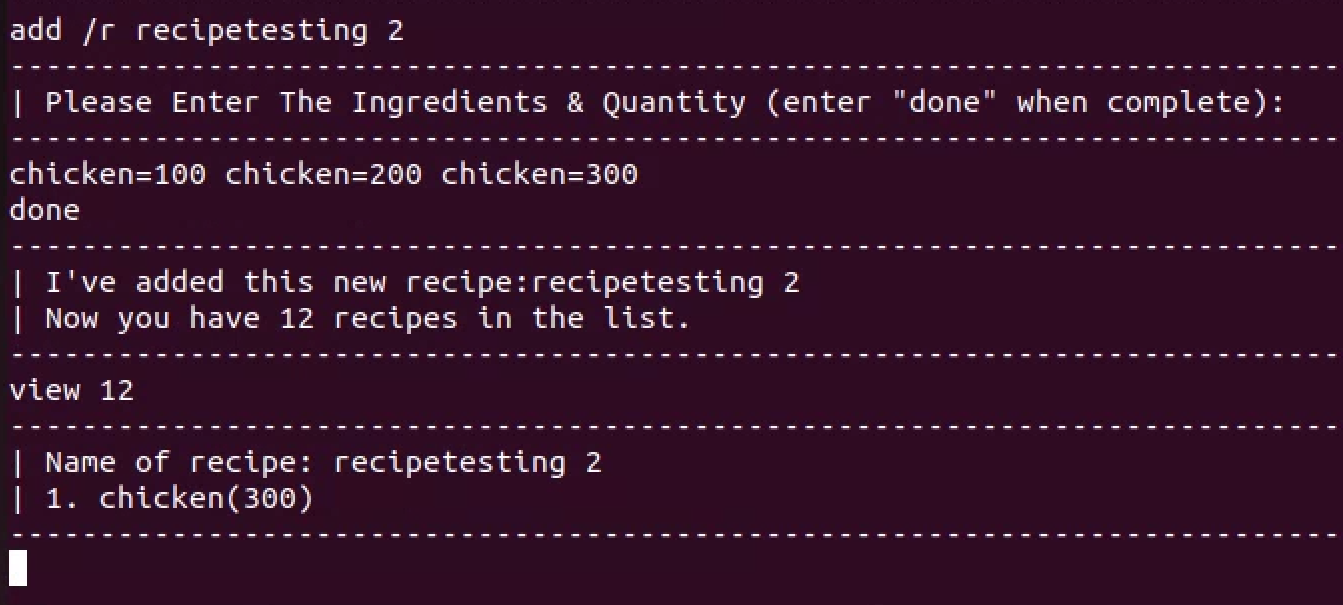 add /r recipetesting 2
--------------------------------------------------------------------------
| Please Enter The Ingredients & Quantity (enter "done" when complete):
--------------------------------------------------------------------------
chicken=100 chicken=200 chicken=300
done
--------------------------------------------------------------------------
| I've added this new recipe:recipetesting 2
| Now you have 12 recipes in the list.
--------------------------------------------------------------------------
view 12
--------------------------------------------------------------------------
| Name of recipe: recipetesting 2
| 1. chicken(300)
--------------------------------------------------------------------------